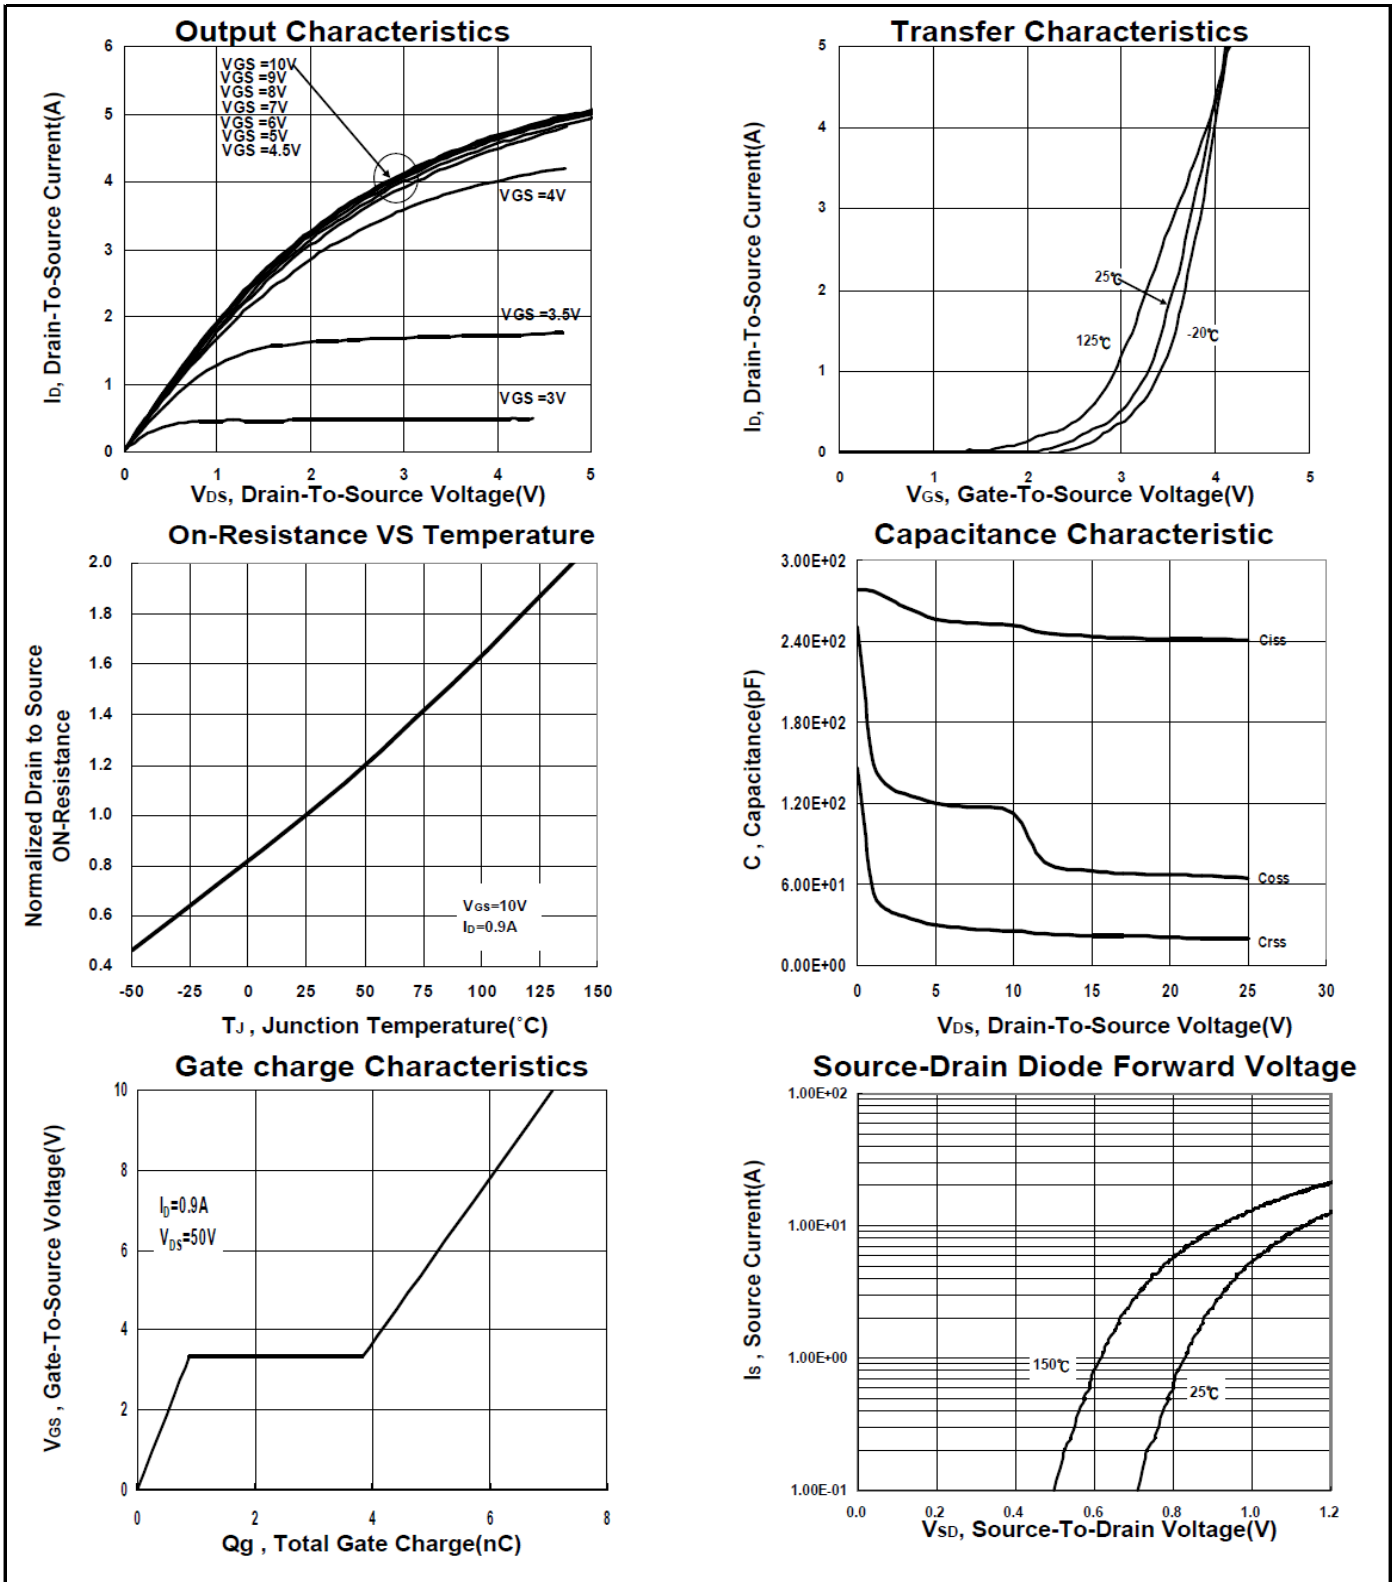 Output Characteristics
6
5
4
3
2
1
0
ID, Drain-To-Source Current(A)
VGS =10V
VGS =9V
VGS =8V
VGS =7V
VGS =6V
VGS =5V
VGS =4.5V
VGS =4V
VGS =3.5V
VGS =3V
0 1 2 3 4 5
VDS, Drain-To-Source Voltage(V)
Transfer Characteristics
5
4
3
2
1
0
ID, Drain-To-Source Current(A)
25℃
125℃
-20℃
0 1 2 3 4 5
VGS, Gate-To-Source Voltage(V)
On-Resistance VS Temperature
2.0
1.8
1.6
1.4
1.2
1.0
0.8
0.6
0.4
Normalized Drain to Source
ON-Resistance
VGS=10V
ID=0.9A
-50 -25 0 25 50 75 100 125 150
TJ , Junction Temperature(˚C)
Capacitance Characteristic
3.00E+02
2.40E+02
1.80E+02
1.20E+02
6.00E+01
0.00E+00
C , Capacitance(pF)
Ciss
Coss
Crss
0 5 10 15 20 25 30
VDS, Drain-To-Source Voltage(V)
Gate charge Characteristics
10
8
6
4
2
0
VGS , Gate-To-Source Voltage(V)
ID=0.9A
VDS=50V
0 2 4 6 8
Qg , Total Gate Charge(nC)
Source-Drain Diode Forward Voltage
1.00E+02
1.00E+01
1.00E+00
1.00E-01
IS , Source Current(A)
150℃
25℃
0.0 0.2 0.4 0.6 0.8 1.0 1.2
VSD, Source-To-Drain Voltage(V)